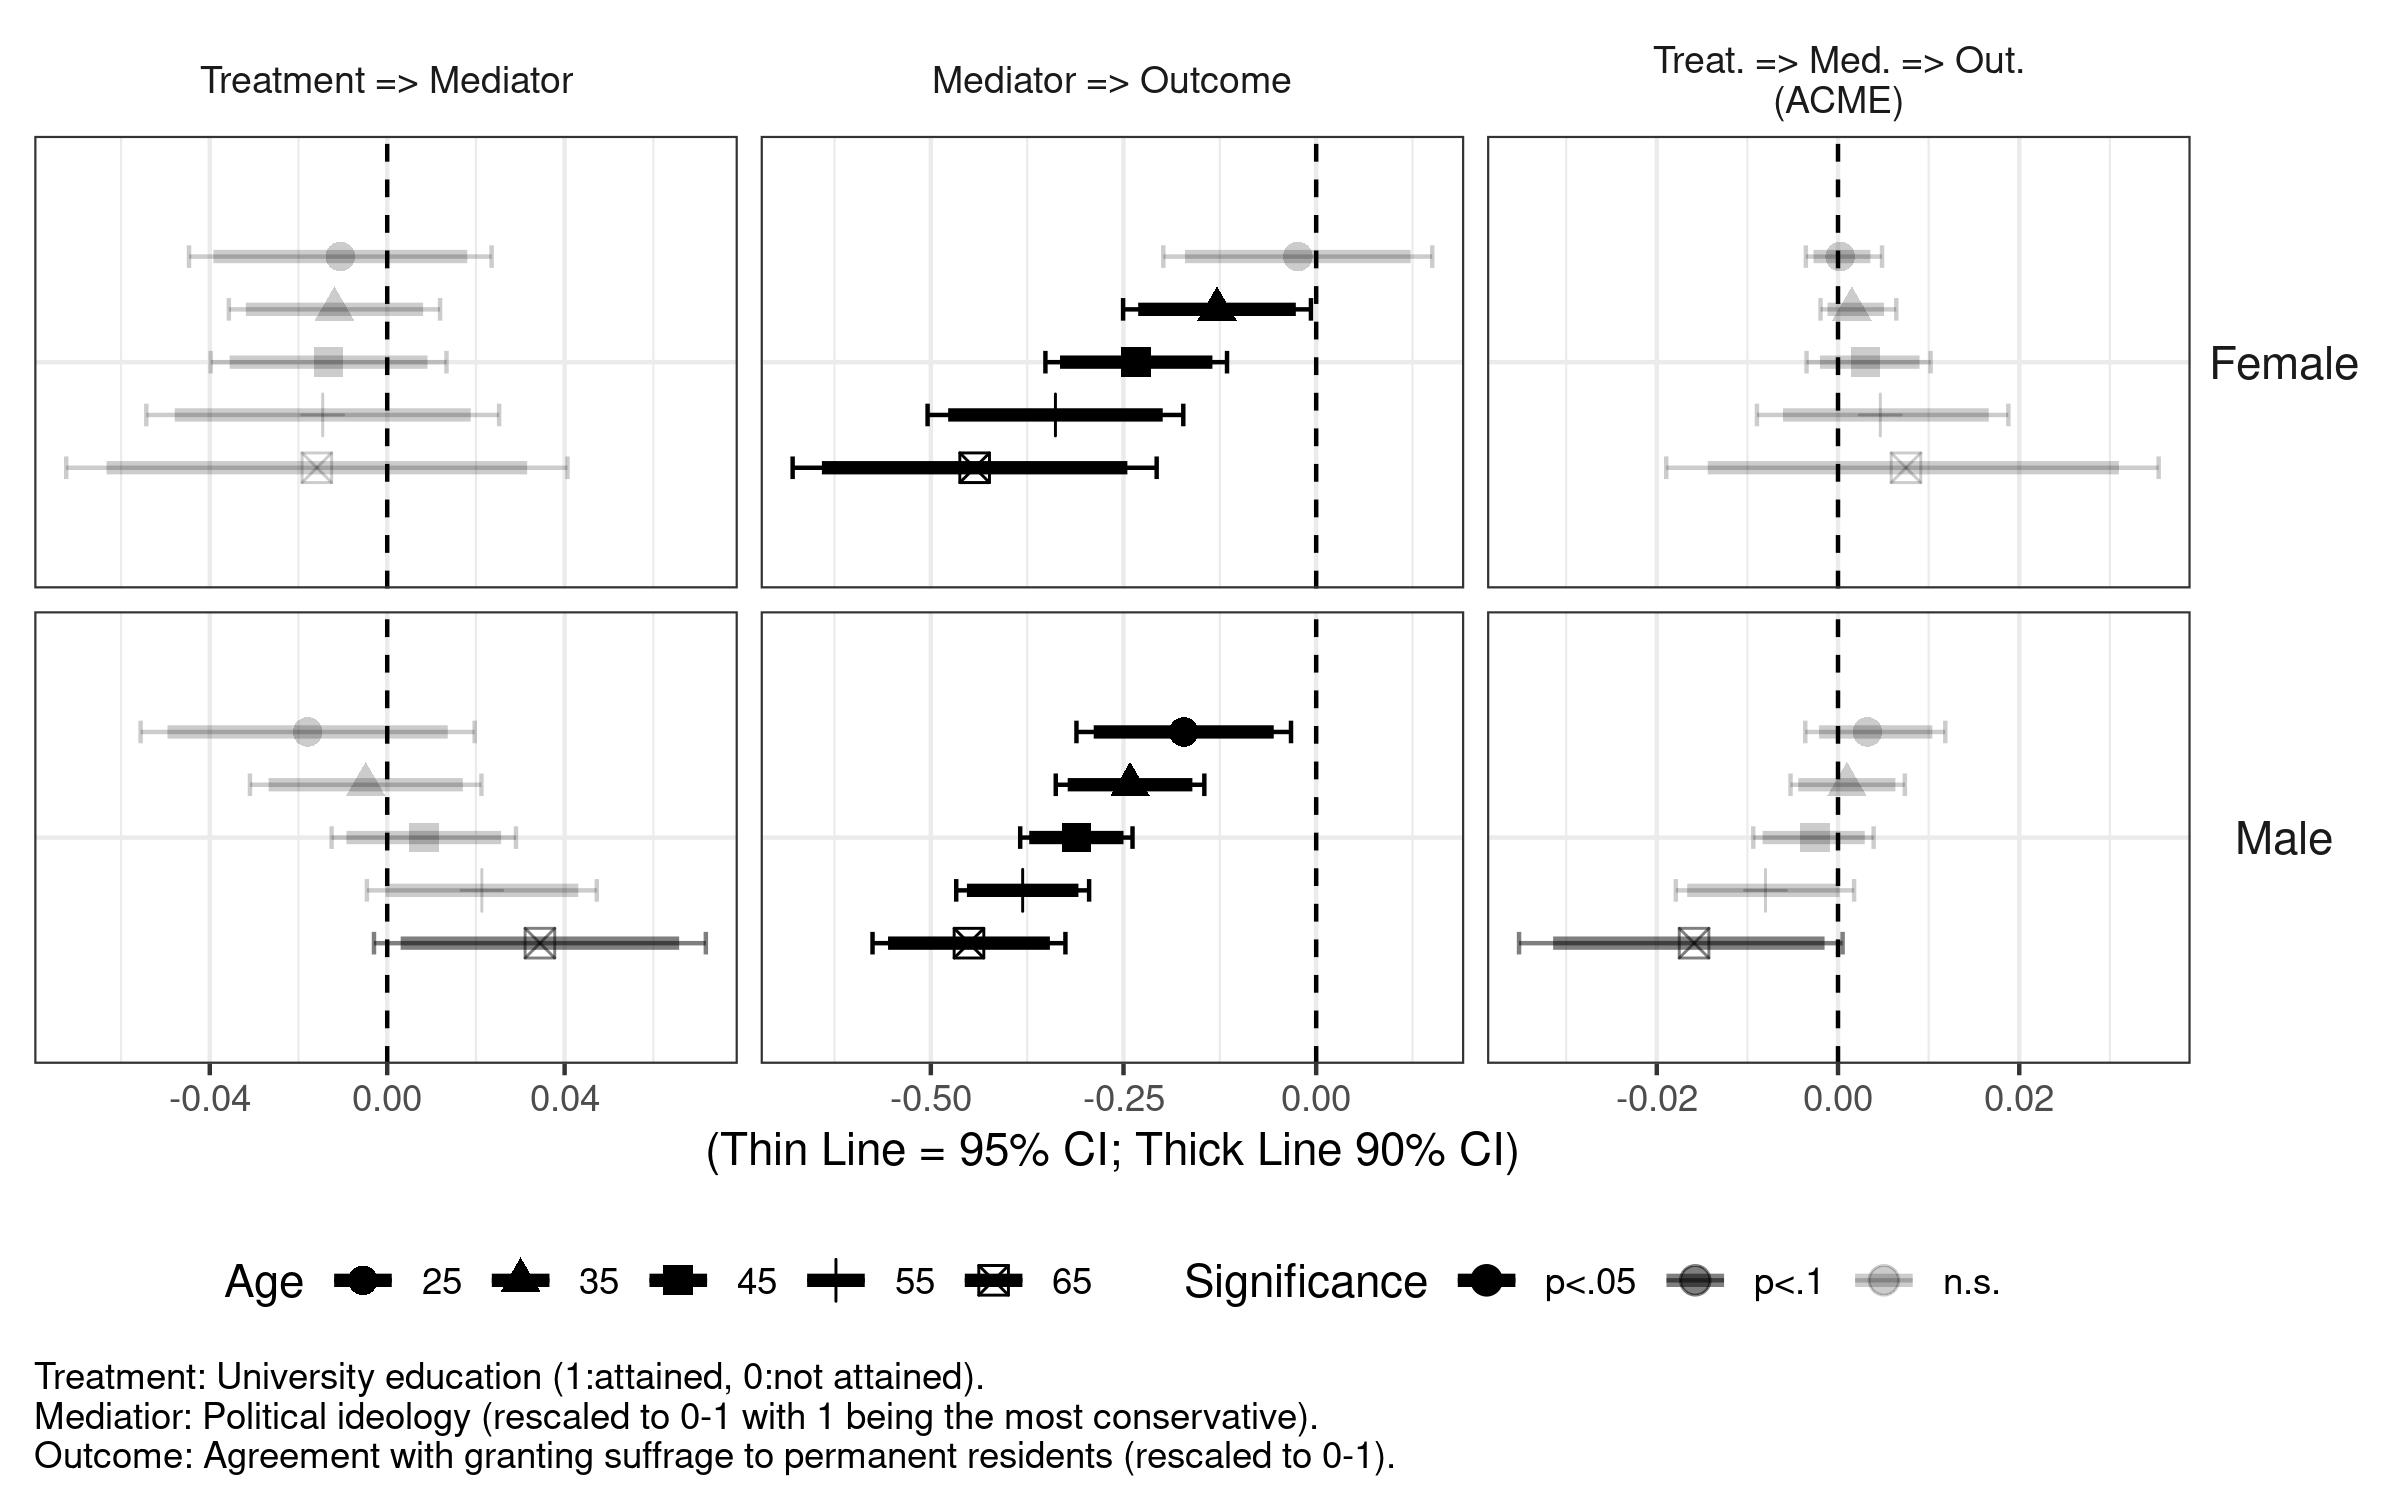 Treatment => Mediator
Mediator => Outcome
Treat. => Med. => Out.
(ACME)
Female
Male
-0.04 0.00 0.04
-0.50 -0.25 0.00
-0.02 0.00 0.02
(Thin Line = 95% CI; Thick Line 90% CI)
Age 25 35 45 55 65
Significance p<.05 p<.1 n.s.
Treatment: University education (1:attained, 0:not attained).
Mediatior: Political ideology (rescaled to 0-1 with 1 being the most conservative).
Outcome: Agreement with granting suffrage to permanent residents (rescaled to 0-1).